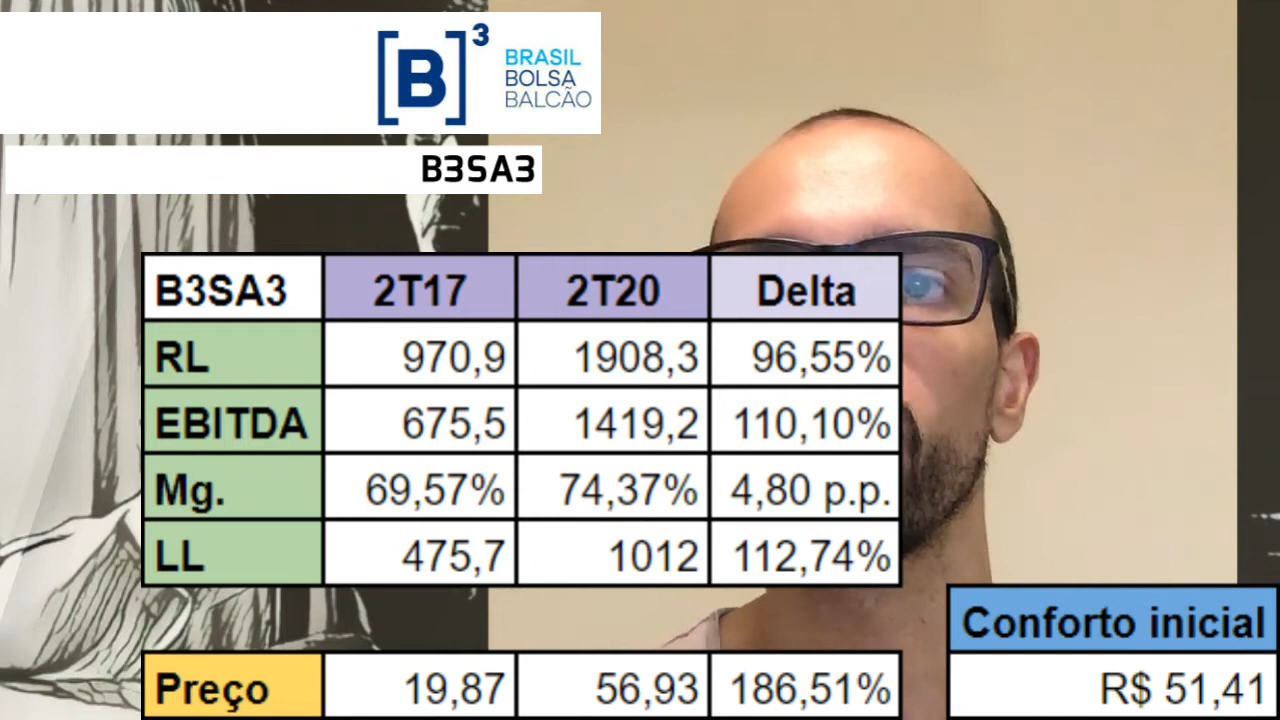 [B]³
BRASIL
BOLSA
BALCÃO
B3SA3
B3SA3 2T17 2T20 Delta
RL 970,9 1908,3 96,55%
EBITDA 675,5 1419,2 110,10%
Mg. 69,57% 74,37% 4,80 p.p.
LL 475,7 1012 112,74%
Preço 19,87 56,93 186,51%
Conforto inicial
R$ 51,41